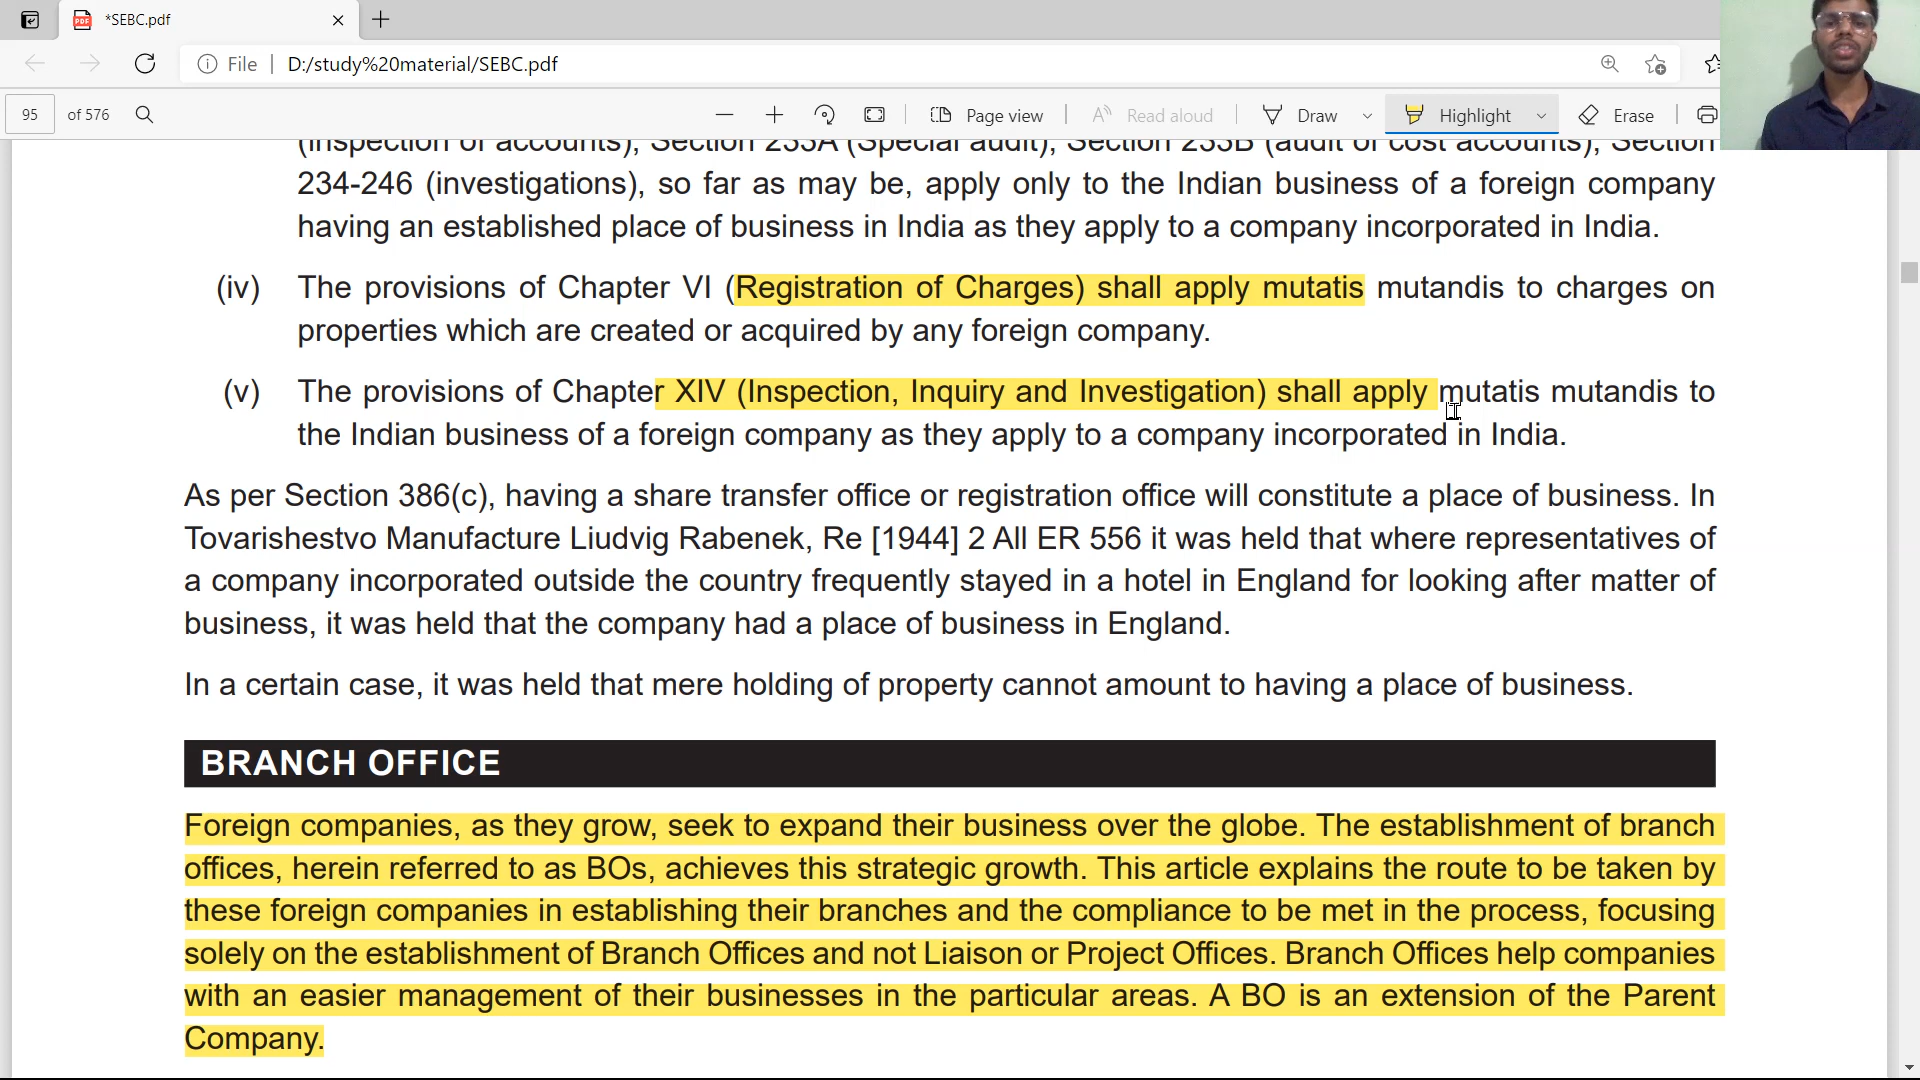 *SEBC.pdf
File
D:/study%20material/SEBC.pdf
95 of 576
Page view
Read aloud
Draw
Highlight
Erase
(inspection of accounts), Section 233A (Special audit), Section 233B (audit of cost accounts), Section
234-246 (investigations), so far as may be, apply only to the Indian business of a foreign company
having an established place of business in India as they apply to a company incorporated in India.
(iv) The provisions of Chapter VI (Registration of Charges) shall apply mutatis mutandis to charges on
properties which are created or acquired by any foreign company.
(v) The provisions of Chapter XIV (Inspection, Inquiry and Investigation) shall apply mutatis mutandis to
the Indian business of a foreign company as they apply to a company incorporated in India.
As per Section 386(c), having a share transfer office or registration office will constitute a place of business. In
Tovarishestvo Manufacture Liudvig Rabenek, Re [1944] 2 All ER 556 it was held that where representatives of
a company incorporated outside the country frequently stayed in a hotel in England for looking after matter of
business, it was held that the company had a place of business in England.
In a certain case, it was held that mere holding of property cannot amount to having a place of business.
BRANCH OFFICE
Foreign companies, as they grow, seek to expand their business over the globe. The establishment of branch
offices, herein referred to as BOs, achieves this strategic growth. This article explains the route to be taken by
these foreign companies in establishing their branches and the compliance to be met in the process, focusing
solely on the establishment of Branch Offices and not Liaison or Project Offices. Branch Offices help companies
with an easier management of their businesses in the particular areas. A BO is an extension of the Parent
Company.